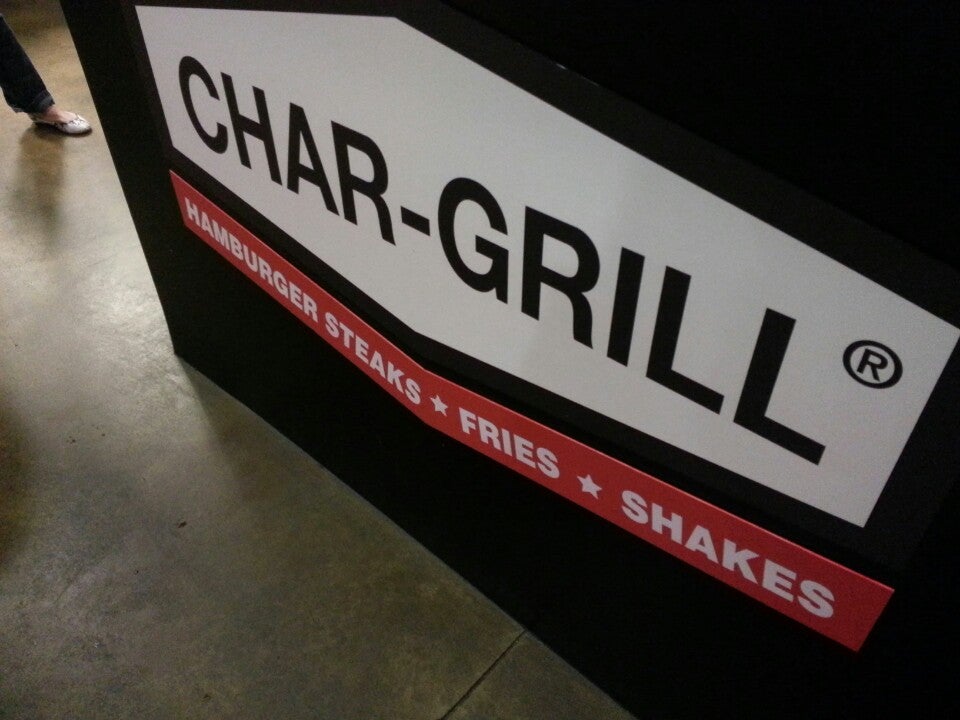 CHAR-GRILL®
HAMBURGER STEAKS ★ FRIES ★ SHAKES